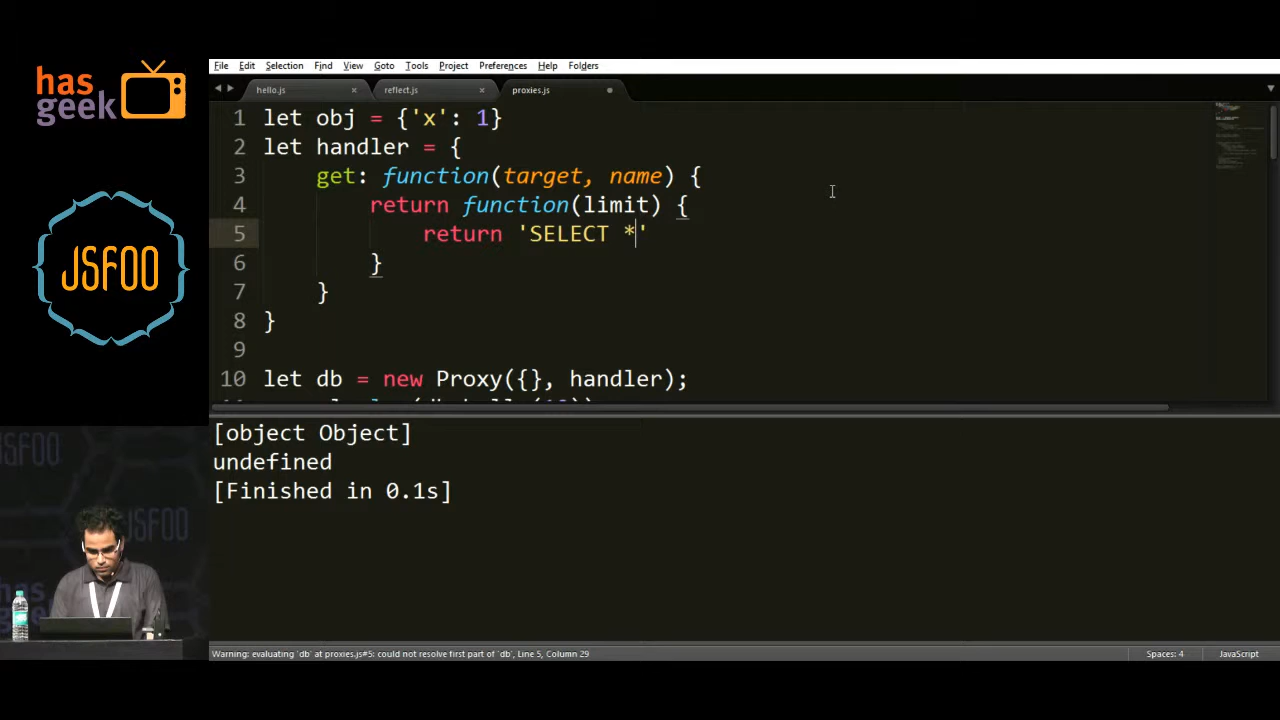 has
geek
JSFOO
File Edit Selection Find View Goto Tools Project Preferences Help Folders
hello.js × reflect.js × proxies.js
1 let obj = {'x': 1}
2 let handler = {
3 get: function(target, name) {
4 return function(limit) {
5 return 'SELECT *'
6 }
7 }
8 }
9
10 let db = new Proxy({}, handler);
[object Object]
undefined
[Finished in 0.1s]
JSFOO
JSFOO
has
Warning: evaluating `db` at proxies.js#5: could not resolve first part of `db`, Line 5, Column 29 Spaces: 4 JavaScript